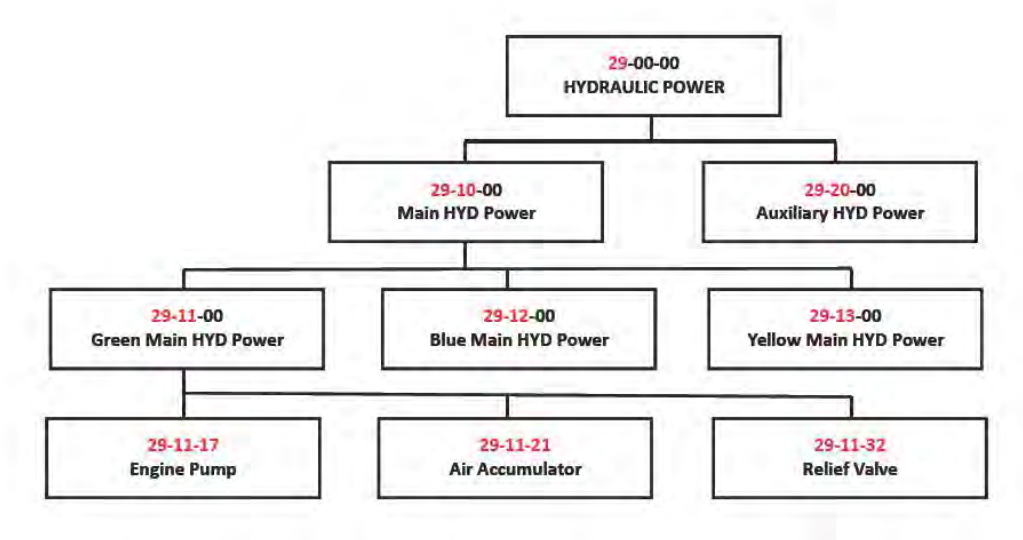 29-00-00
HYDRAULIC POWER
29-10-00
Main HYD Power
29-20-00
Auxiliary HYD Power
29-11-00
Green Main HYD Power
29-12-00
Blue Main HYD Power
29-13-00
Yellow Main HYD Power
29-11-17
Engine Pump
29-11-21
Air Accumulator
29-11-32
Relief Valve